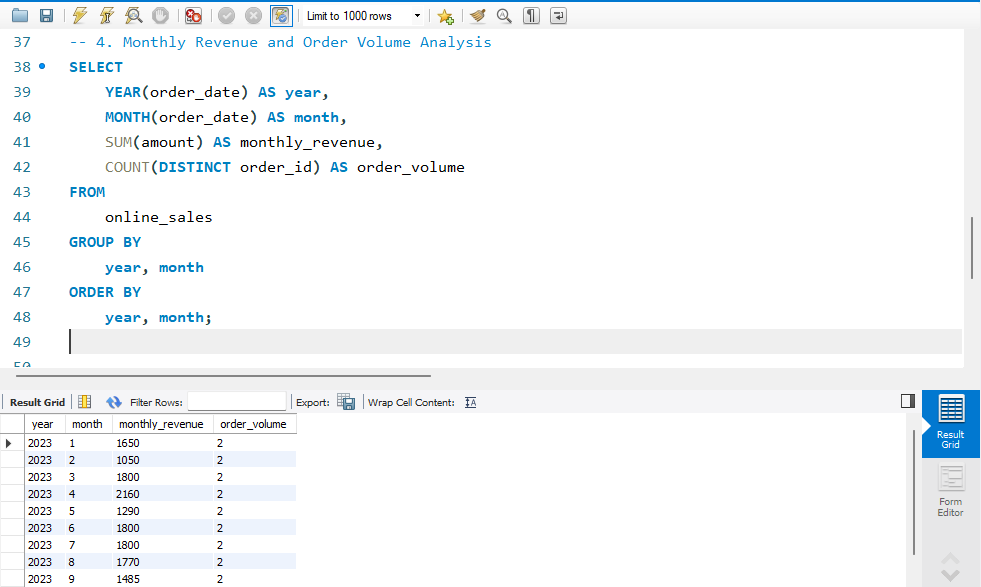 Limit to 1000 rows
37 -- 4. Monthly Revenue and Order Volume Analysis
38 SELECT
39 YEAR(order_date) AS year,
40 MONTH(order_date) AS month,
41 SUM(amount) AS monthly_revenue,
42 COUNT(DISTINCT order_id) AS order_volume
43 FROM
44 online_sales
45 GROUP BY
46 year, month
47 ORDER BY
48 year, month;
49
50
Result Grid Filter Rows: Export: Wrap Cell Content: IA
year month monthly_revenue order_volume
2023 1 1650 2
2023 2 1050 2
2023 3 1800 2
2023 4 2160 2
2023 5 1290 2
2023 6 1800 2
2023 7 1800 2
2023 8 1770 2
2023 9 1485 2
Result
Grid
Form
Editor